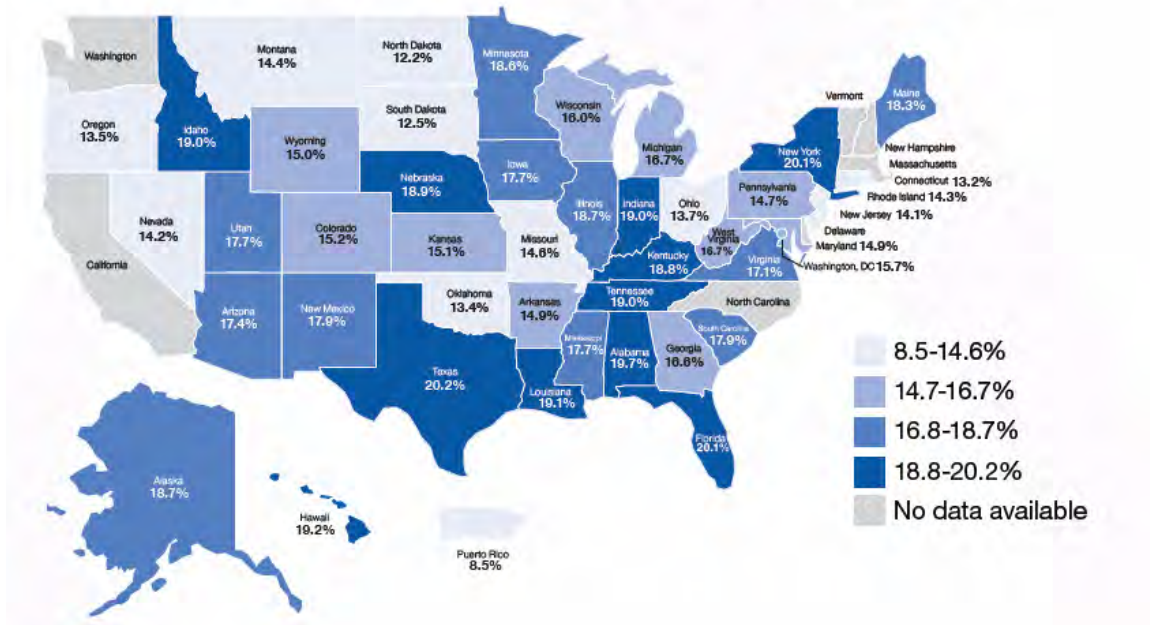 Washington
Montana
14.4%
North Dakota
12.2%
Minnesota
18.6%
Oregon
13.5%
Idaho
19.0%
Wyoming
15.0%
South Dakota
12.5%
Wisconsin
16.0%
Michigan
16.7%
Vermont
Maine
18.3%
New York
20.1%
New Hampshire
Massachusetts
Connecticut 13.2%
Rhode Island 14.3%
New Jersey 14.1%
Delaware
Maryland 14.9%
Washington, DC 15.7%
Nevada
14.2%
Utah
17.7%
Colorado
15.2%
Nebraska
18.9%
Kansas
15.1%
Iowa
17.7%
Missouri
14.6%
Illinois
18.7%
Indiana
19.0%
Ohio
13.7%
Pennsylvania
14.7%
West
Virginia
16.7%
Virginia
17.1%
Kentucky
18.8%
California
Arizona
17.4%
New Mexico
17.9%
Oklahoma
13.4%
Arkansas
14.9%
Tennessee
19.0%
North Carolina
South Carolina
17.9%
Mississippi
17.7%
Alabama
19.7%
Georgia
16.6%
Texas
20.2%
Louisiana
19.1%
Florida
20.1%
Alaska
18.7%
Hawaii
19.2%
Puerto Rico
8.5%
8.5-14.6%
14.7-16.7%
16.8-18.7%
18.8-20.2%
No data available